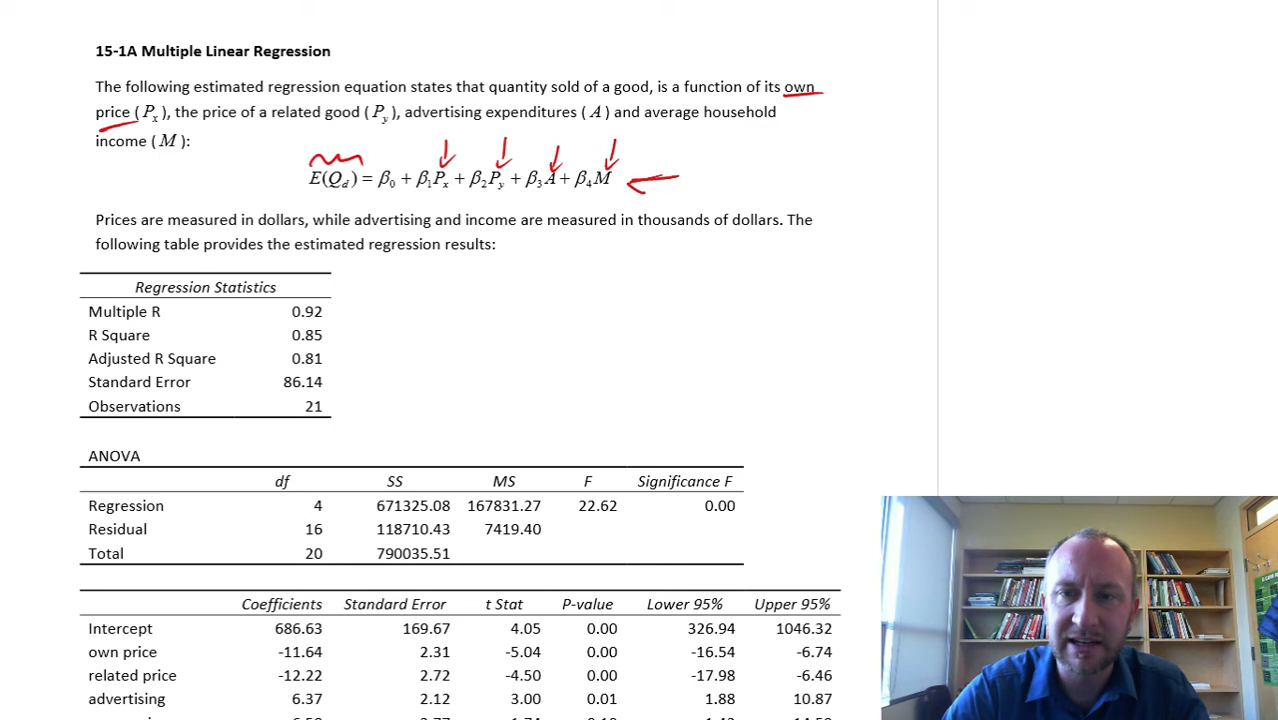 15-1A Multiple Linear Regression
The following estimated regression equation states that quantity sold of a good, is a function of its own
price (Pₓ), the price of a related good (P_y), advertising expenditures (A) and average household
income (M):
E(Q_d) = β₀ + β₁Pₓ + β₂P_y + β₃A + β₄M
Prices are measured in dollars, while advertising and income are measured in thousands of dollars. The
following table provides the estimated regression results:
Regression Statistics
Multiple R 0.92
R Square 0.85
Adjusted R Square 0.81
Standard Error 86.14
Observations 21
ANOVA
df SS MS F Significance F
Regression 4 671325.08 167831.27 22.62 0.00
Residual 16 118710.43 7419.40
Total 20 790035.51
Coefficients Standard Error t Stat P-value Lower 95% Upper 95%
Intercept 686.63 169.67 4.05 0.00 326.94 1046.32
own price -11.64 2.31 -5.04 0.00 -16.54 -6.74
related price -12.22 2.72 -4.50 0.00 -17.98 -6.46
advertising 6.37 2.12 3.00 0.01 1.88 10.87